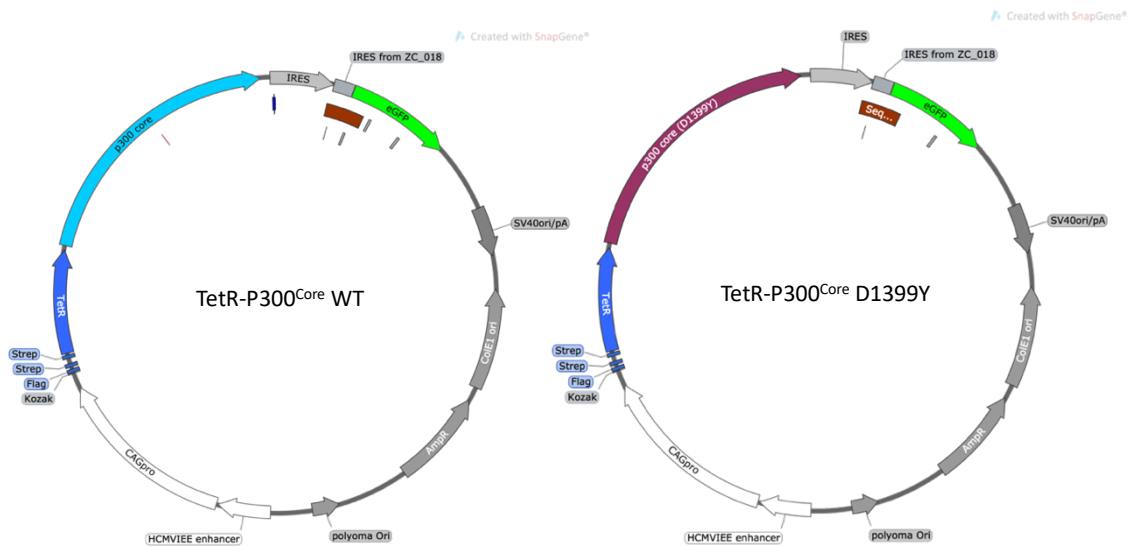 Created with SnapGene®
IRES from ZC_018
IRES
eGFP
p300 core
SV40ori/pA
TetR
TetR-P300Core WT
ColE1 ori
Strep
Strep
Flag
Kozak
CAGpro
AmpR
HCMVIEE enhancer
polyoma Ori
Created with SnapGene®
IRES
IRES from ZC_018
eGFP
Seq...
p300 core (D1399Y)
SV40ori/pA
TetR
TetR-P300Core D1399Y
ColE1 ori
Strep
Strep
Flag
Kozak
CAGpro
AmpR
HCMVIEE enhancer
polyoma Ori